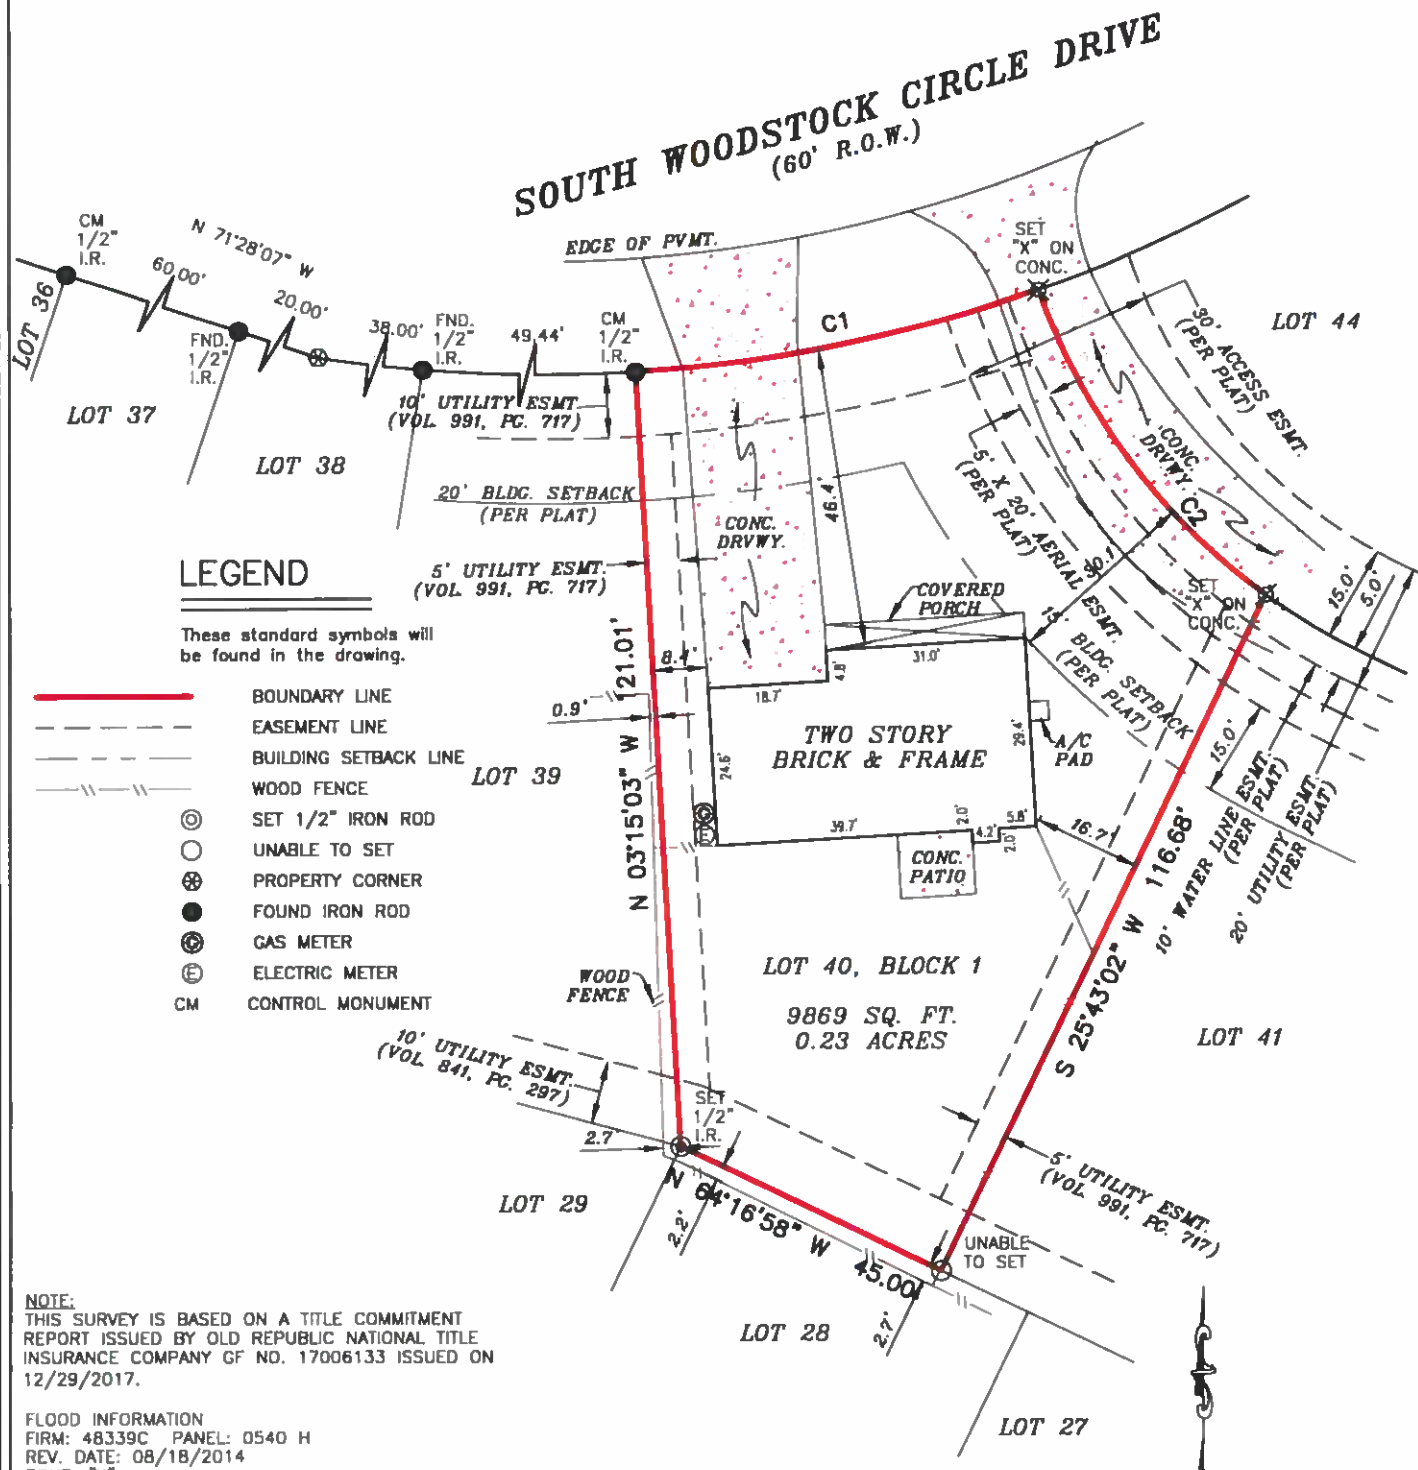 SOUTH WOODSTOCK CIRCLE DRIVE
(60' R.O.W.)
EDGE OF PVMT.
CM
1/2"
I.R.
N 71°28'07" W
60.00'
20.00'
38.00'
FND.
1/2"
I.R.
FND.
1/2"
I.R.
49.44'
CM
1/2"
I.R.
C1
SET
"X" ON
CONC.
LOT 36
LOT 37
LOT 38
LOT 44
30' ACCESS ESMT.
(PER PLAT)
10' UTILITY ESMT.
(VOL. 991, PG. 717)
20' BLDG. SETBACK
(PER PLAT)
5' UTILITY ESMT.
(VOL. 991, PG. 717)
CONC.
DRVWY.
46.4'
5' X 20' AERIAL ESMT.
(PER PLAT)
CONC.
DRVWY.
C2
SET
"X" ON
CONC.
15.0'
5.0'
LEGEND
These standard symbols will
be found in the drawing.
BOUNDARY LINE
EASEMENT LINE
BUILDING SETBACK LINE
WOOD FENCE
SET 1/2" IRON ROD
UNABLE TO SET
PROPERTY CORNER
FOUND IRON ROD
GAS METER
E ELECTRIC METER
CM CONTROL MONUMENT
COVERED
PORCH
15' BLDG. SETBACK
(PER PLAT)
8.1'
0.9'
18.7'
4.8'
31.0'
24.6'
29.4'
39.7'
2.0'
4.2'
2.0'
5.8'
16.7'
TWO STORY
BRICK & FRAME
A/C
PAD
CONC.
PATIO
E
LOT 39
N 03°15'03" W 121.01'
15.0'
10' WATER LINE ESMT.
(PER PLAT)
20' UTILITY ESMT.
(PER PLAT)
S 25°43'02" W 116.68'
LOT 40, BLOCK 1
9869 SQ. FT.
0.23 ACRES
WOOD
FENCE
LOT 41
10' UTILITY ESMT.
(VOL. 841, PG. 297)
2.7'
SET
1/2"
I.R.
LOT 29
N 64°16'58" W 45.00'
2.2'
5' UTILITY ESMT.
(VOL. 991, PG. 717)
UNABLE
TO SET
2.7'
LOT 28
LOT 27
NOTE:
THIS SURVEY IS BASED ON A TITLE COMMITMENT
REPORT ISSUED BY OLD REPUBLIC NATIONAL TITLE
INSURANCE COMPANY GF NO. 17006133 ISSUED ON
12/29/2017.
FLOOD INFORMATION
FIRM: 48339C PANEL: 0540 H
REV. DATE: 08/18/2014